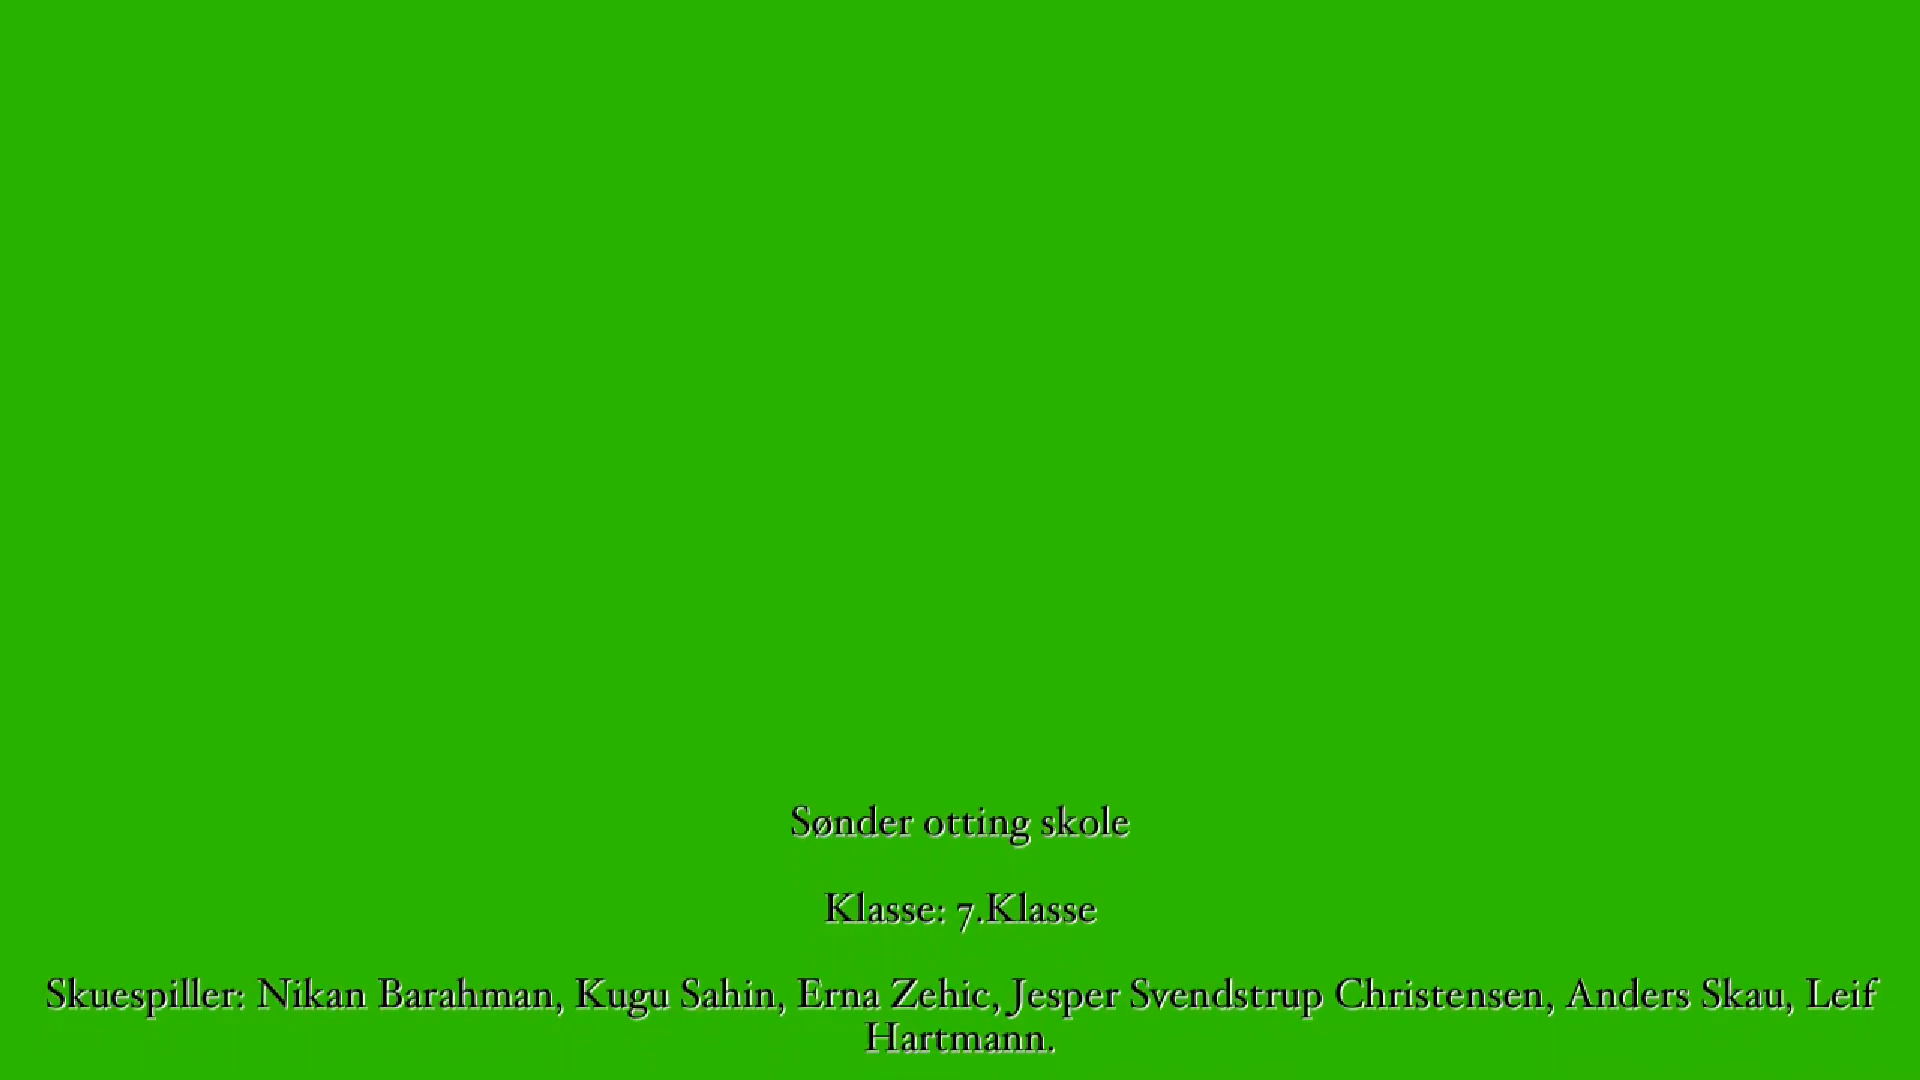 Sønder otting skole
Klasse: 7.Klasse
Skuespiller: Nikan Barahman, Kugu Sahin, Erna Zehic, Jesper Svendstrup Christensen, Anders Skau, Leif
Hartmann.